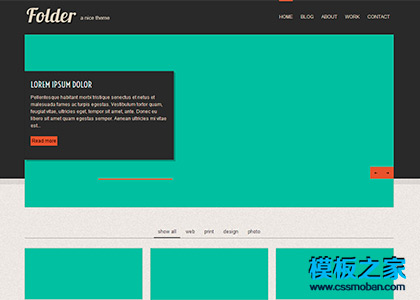 Folder a nice theme
HOME BLOG ABOUT WORK CONTACT
LOREM IPSUM DOLOR
Pellentesque habitant morbi tristique senectus et netus et
malesuada fames ac turpis egestas. Vestibulum tortor quam,
feugiat vitae, ultricies eget, tempor sit amet, ante. Donec eu
libero sit amet quam egestas semper. Aenean ultricies mi vitae
est...
Read more
show all web print design photo
模板之家
www.cssmoban.com